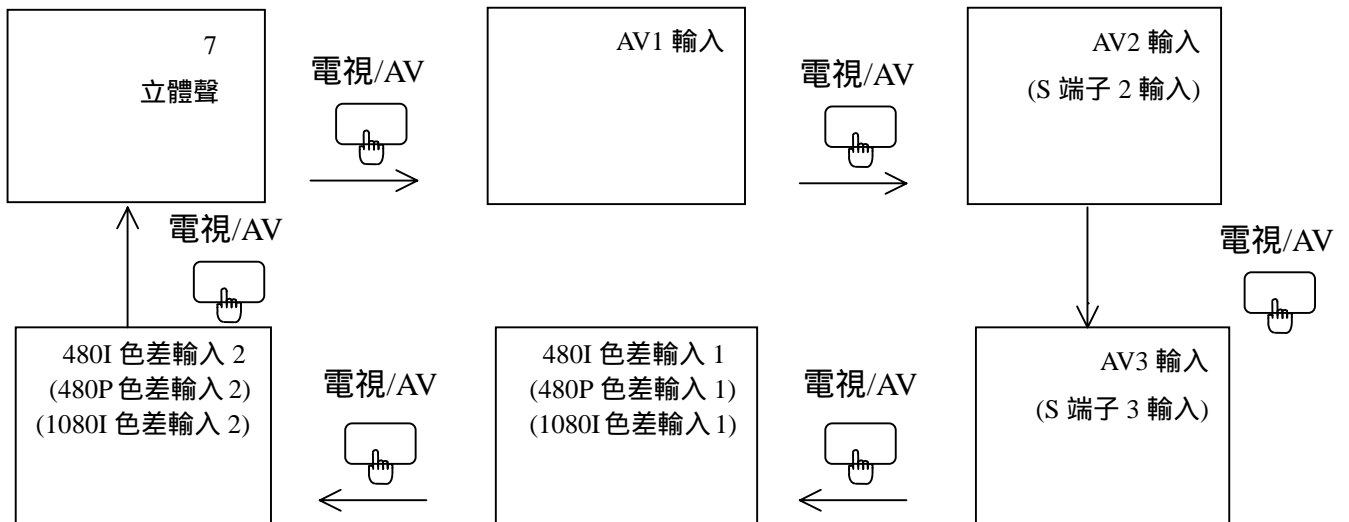 7
立體聲
電視/AV
AV1 輸入
電視/AV
AV2 輸入
(S 端子 2 輸入)
電視/AV
電視/AV
480I 色差輸入 2
(480P 色差輸入 2)
(1080I 色差輸入 2)
電視/AV
480I 色差輸入 1
(480P 色差輸入 1)
(1080I 色差輸入 1)
電視/AV
AV3 輸入
(S 端子 3 輸入)